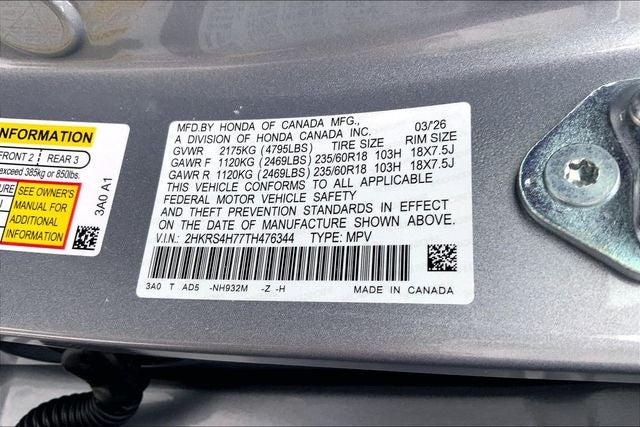 INFORMATION
FRONT 2 | REAR 3
exceed 385kg or 850lbs.
SEE OWNER'S
MANUAL FOR
ADDITIONAL
INFORMATION
3A0 A1
MFD.BY HONDA OF CANADA MFG.,
A DIVISION OF HONDA CANADA INC. 03/'26
GVWR 2175KG (4795LBS) TIRE SIZE RIM SIZE
GAWR F 1120KG (2469LBS) 235/60R18 103H 18X7.5J
GAWR R 1120KG (2469LBS) 235/60R18 103H 18X7.5J
THIS VEHICLE CONFORMS TO ALL APPLICABLE
FEDERAL MOTOR VEHICLE SAFETY
AND THEFT PREVENTION STANDARDS IN EFFECT
ON THE DATE OF MANUFACTURE SHOWN ABOVE.
V.I.N.: 2HKRS4H77TH476344 TYPE: MPV
3A0 T AD5 -NH932M -Z -H MADE IN CANADA